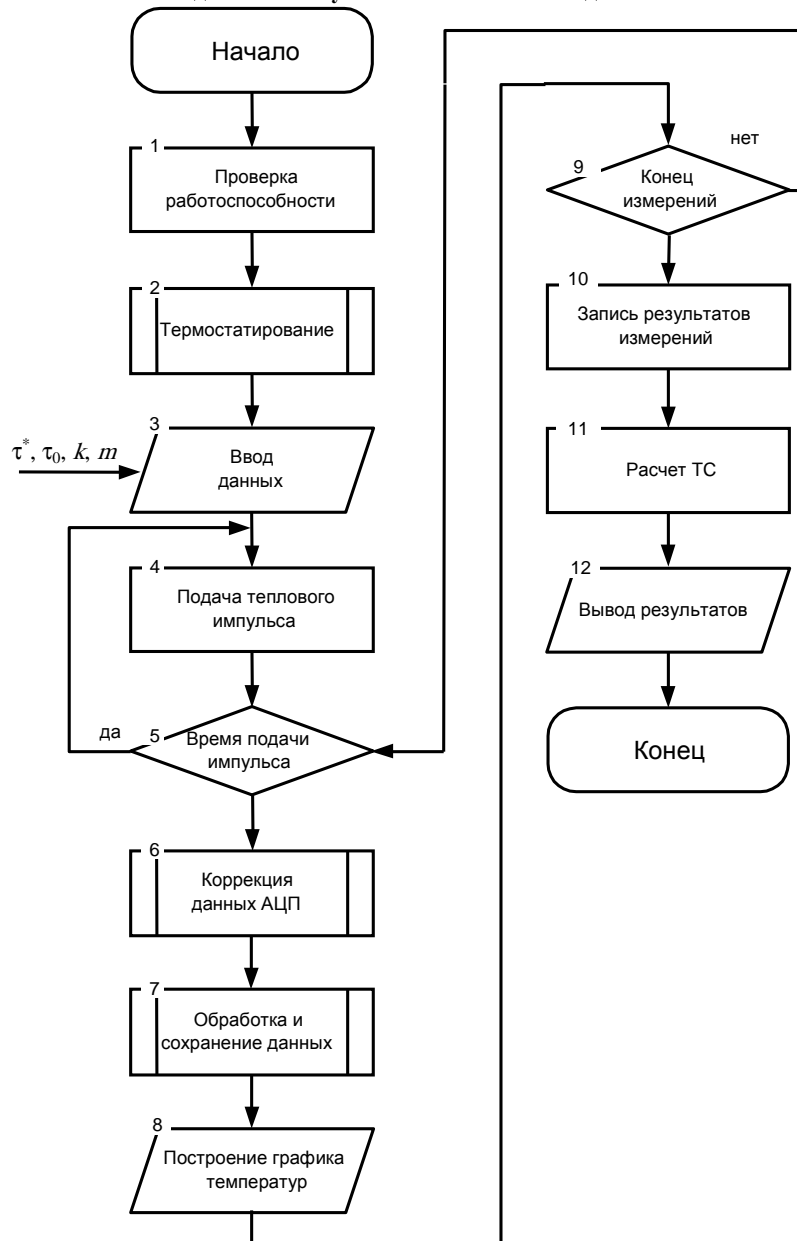 Начало
1
Проверка
работоспособности
2
Термостатирование
3
τ*, τ0, k, m
Ввод
данных
4
Подача теплового
импульса
да
5
Время подачи
импульса
6
Коррекция
данных АЦП
7
Обработка и
сохранение данных
8
Построение графика
температур
нет
9
Конец
измерений
10
Запись результатов
измерений
11
Расчет ТС
12
Вывод результатов
Конец